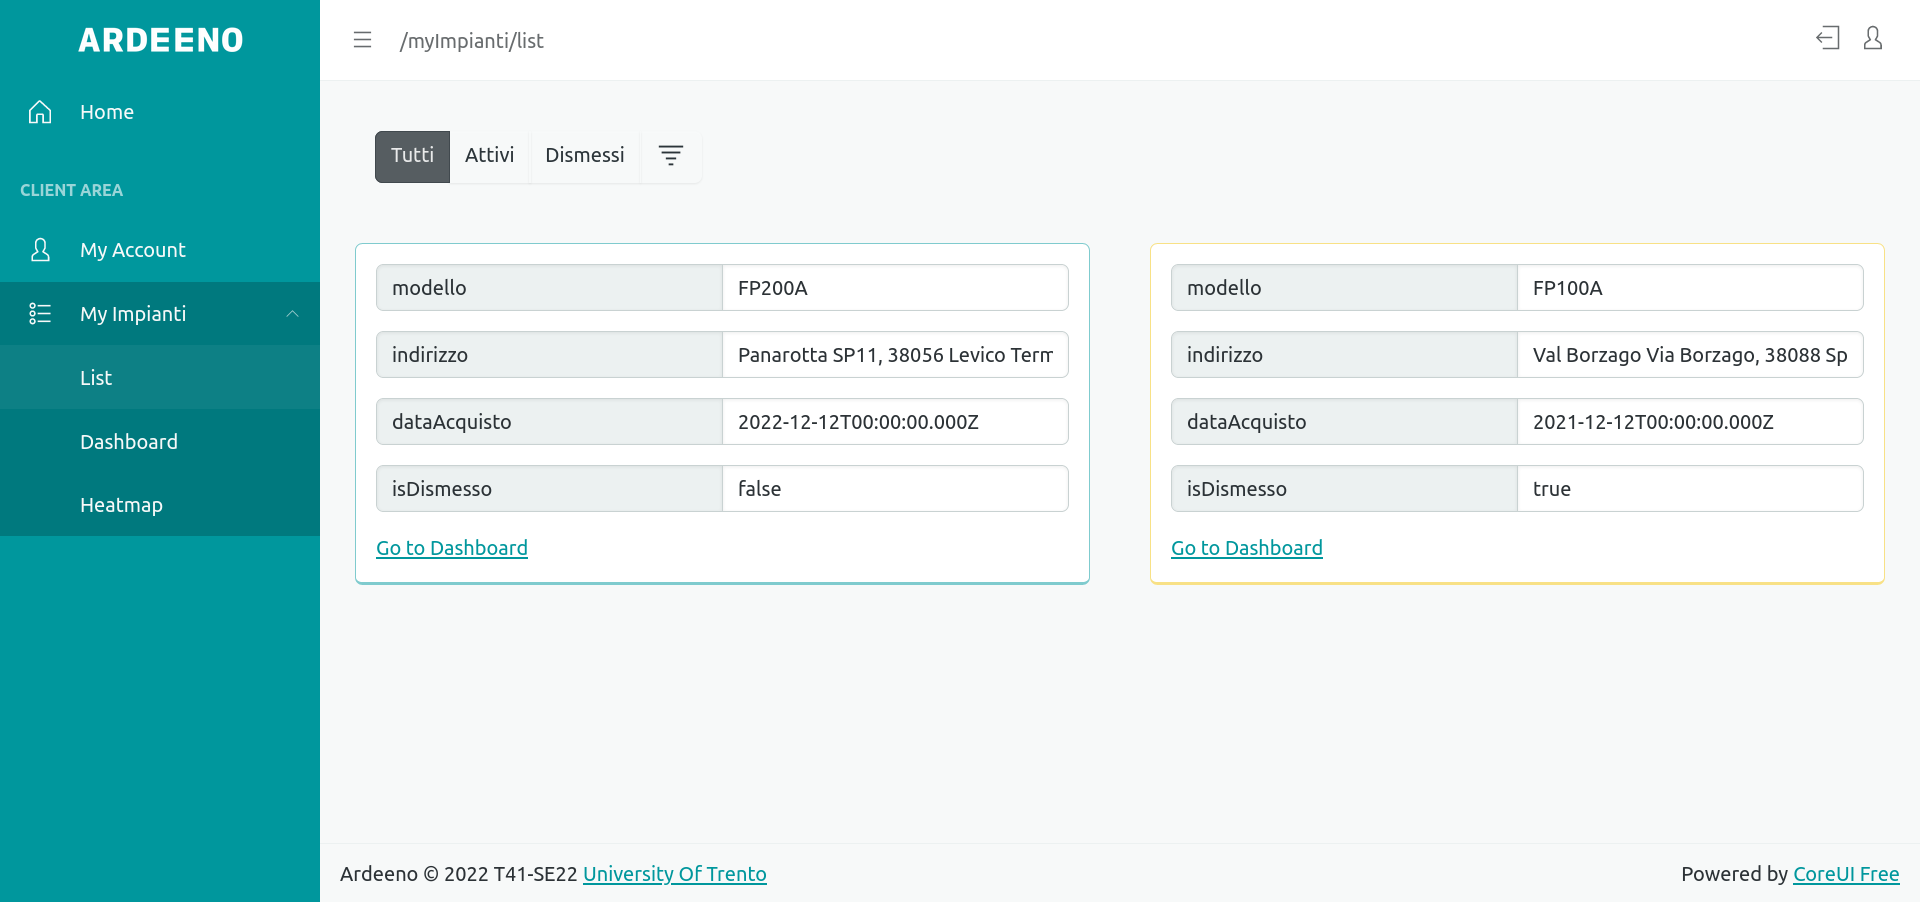 ARDEENO
Home
CLIENT AREA
My Account
My Impianti
List
Dashboard
Heatmap
/myImpianti/list
Tutti
Attivi
Dismessi
modello
FP200A
indirizzo
Panarotta SP11, 38056 Levico Term
dataAcquisto
2022-12-12T00:00:00.000Z
isDismesso
false
Go to Dashboard
modello
FP100A
indirizzo
Val Borzago Via Borzago, 38088 Sp
dataAcquisto
2021-12-12T00:00:00.000Z
isDismesso
true
Go to Dashboard
Ardeeno © 2022 T41-SE22 University Of Trento
Powered by CoreUI Free